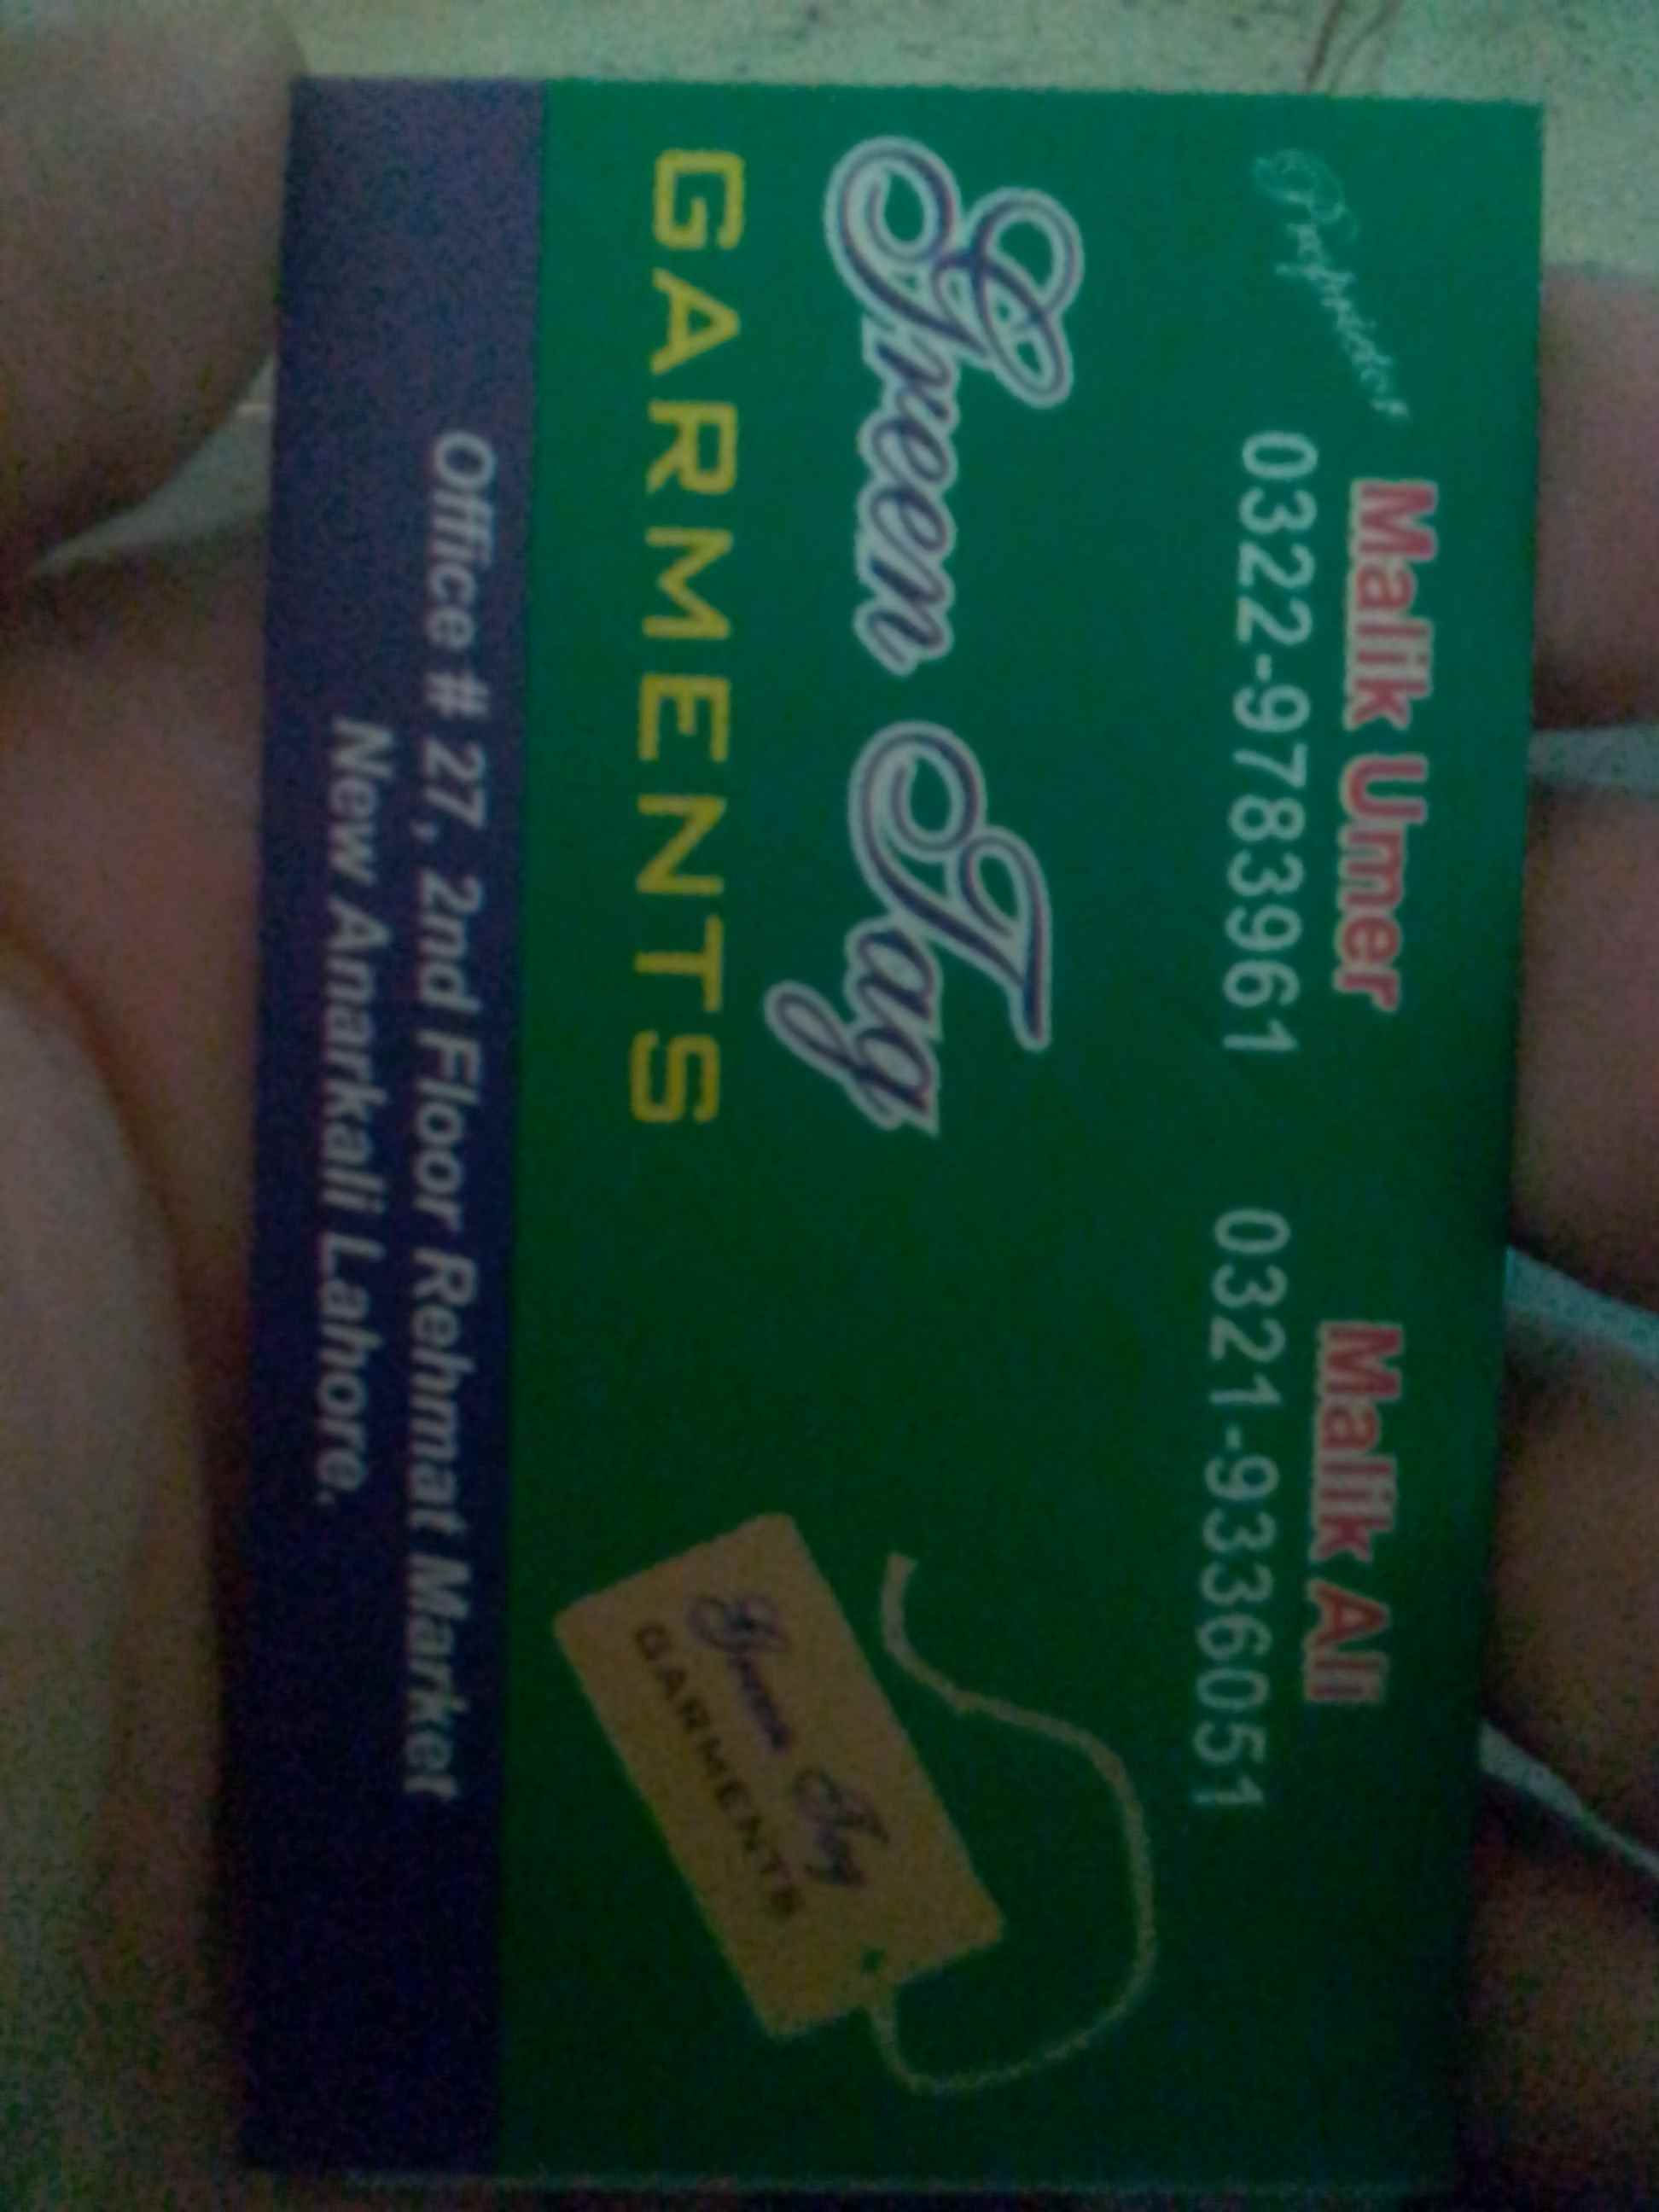 Proprietor
Malik Umer
0322-9783961
Malik Ali
0321-9336051
Green Tag
GARMENTS
Green Tag
GARMENTS
Office # 27, 2nd Floor Rehmat Market
New Anarkali Lahore.